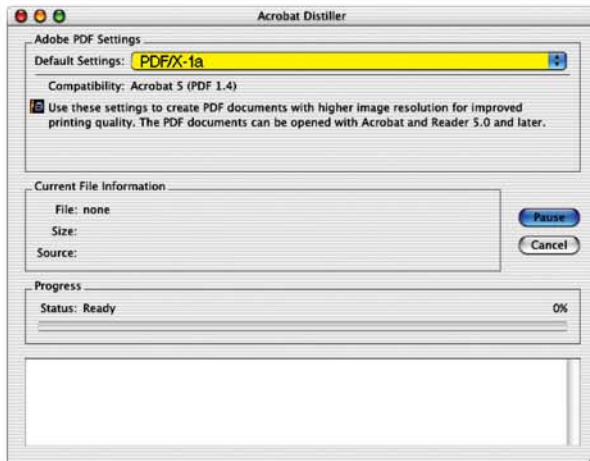 Acrobat Distiller
Adobe PDF Settings
Default Settings: PDF/X-1a
Compatibility: Acrobat 5 (PDF 1.4)
Use these settings to create PDF documents with higher image resolution for improved
printing quality. The PDF documents can be opened with Acrobat and Reader 5.0 and later.
Current File Information
File: none
Size:
Source:
Pause
Cancel
Progress
Status: Ready 0%